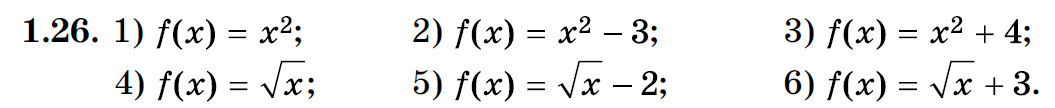 1.26. 1) f(x) = x²; 2) f(x) = x² – 3; 3) f(x) = x² + 4;
4) f(x) = √x; 5) f(x) = √x – 2; 6) f(x) = √x + 3.